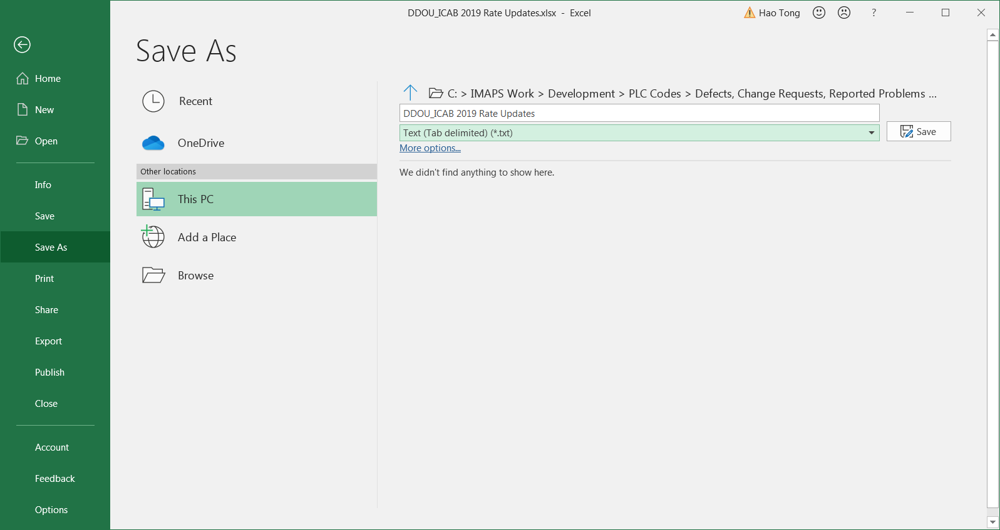 DDOU_ICAB 2019 Rate Updates.xlsx - Excel
Hao Tong
?
Save As
Home
New
Open
Info
Save
Save As
Print
Share
Export
Publish
Close
Account
Feedback
Options
Recent
OneDrive
Other locations
This PC
Add a Place
Browse
C: > IMAPS Work > Development > PLC Codes > Defects, Change Requests, Reported Problems ...
DDOU_ICAB 2019 Rate Updates
Text (Tab delimited) (*.txt)
Save
More options...
We didn't find anything to show here.